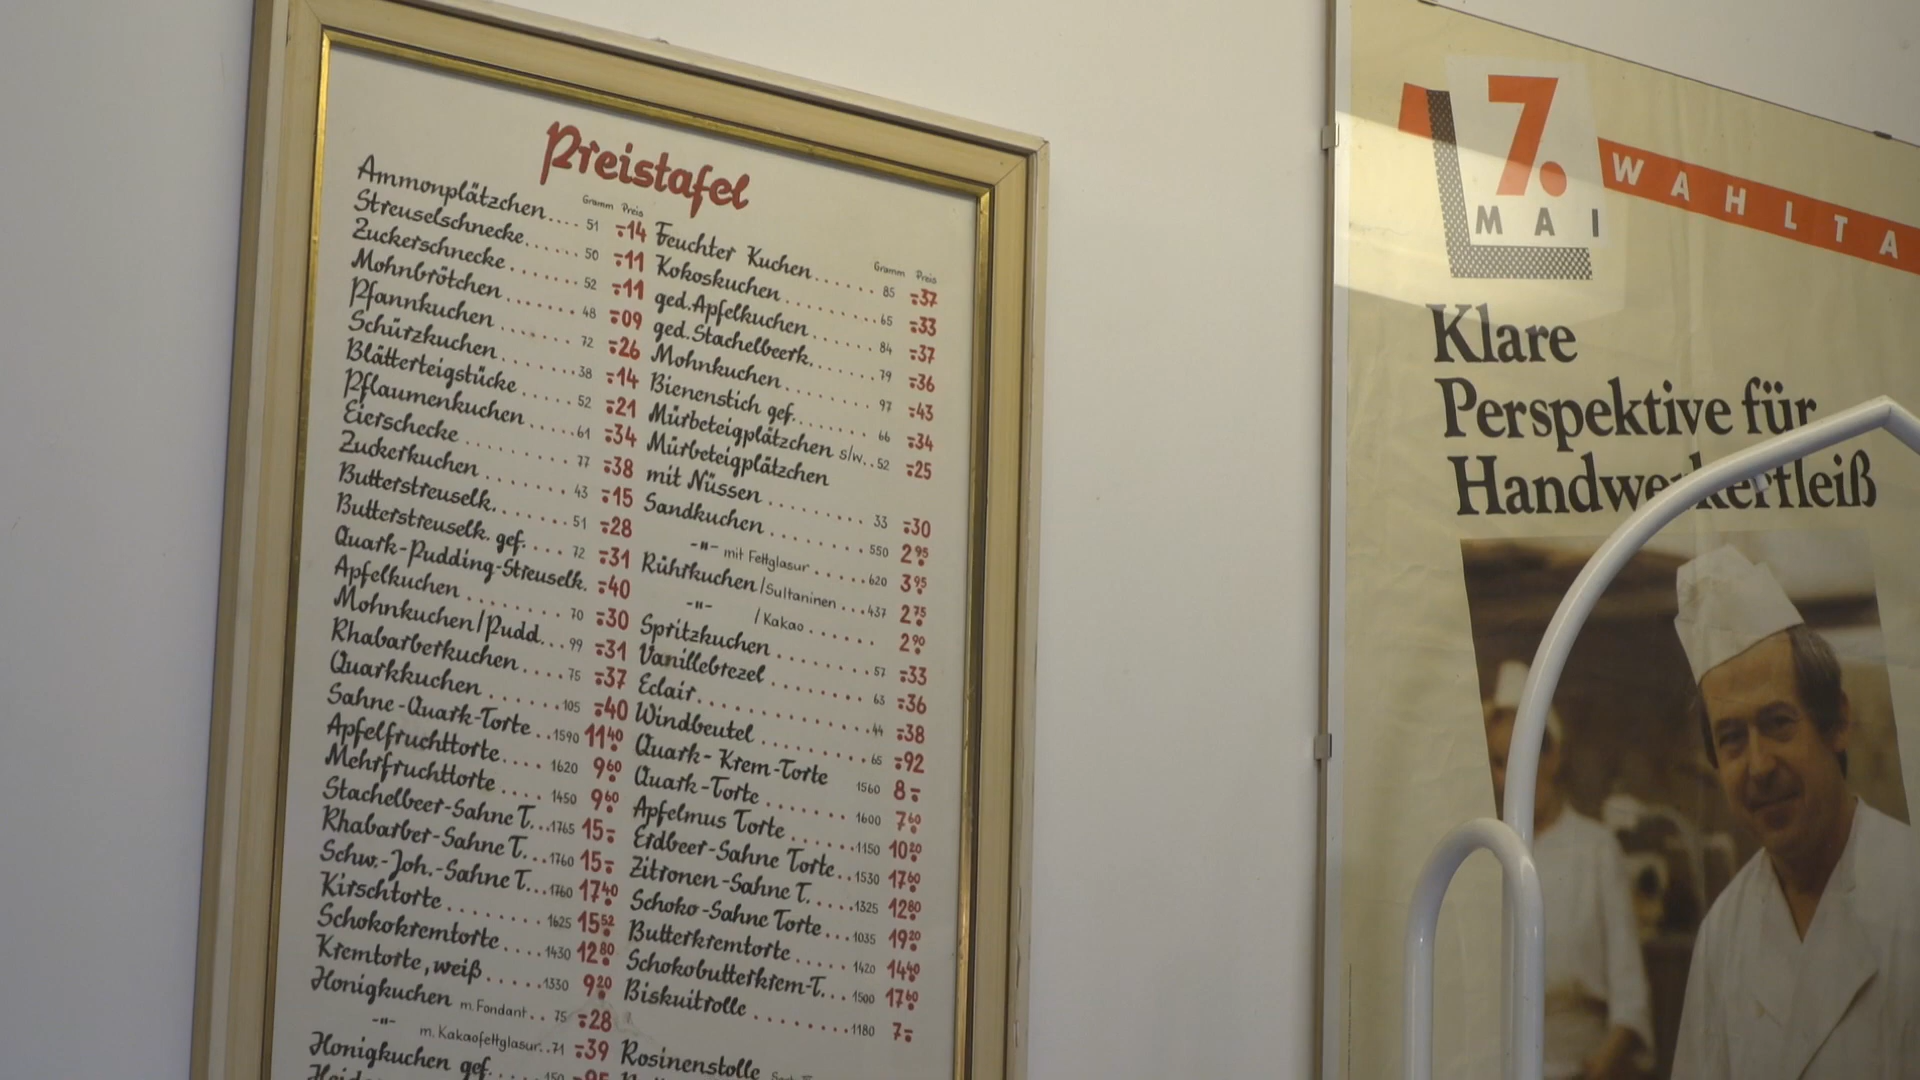 Preistafel
Gramm Preis
Ammonplätzchen.... 51 -14
Streuselschnecke..... 50 -11
Zuckerschnecke....... 52 -11
Mohnbrötchen...... 48 -09
Pfannkuchen.... 72 -26
Schürzkuchen....... 38 -14
Blätterteigstücke..... 52 -21
Pflaumenkuchen..... 61 -34
Eierschecke......... 77 -38
Zuckerkuchen....... 43 -15
Butterstreuselk........ 51 -28
Butterstreuselk. gef..... 72 -31
Quark-Pudding-Streuselk. -40
Apfelkuchen......... 70 -30
Mohnkuchen/Pudd... 99 -31
Rhabarberkuchen.... 75 -37
Quarkkuchen....... 105 -40
Sahne-Quark-Torte.. 1590 11 40
Apfelfruchttorte.... 1620 9 60
Mehrfruchttorte.... 1450 9 60
Stachelbeer-Sahne T... 1765 15-
Rhabarber-Sahne T... 1760 15-
Schw.-Joh.-Sahne T... 1760 17 40
Kirschtorte......... 1625 15 52
Schokokremtorte.... 1430 12 80
Kremtorte, weiß..... 1330 9 20
Honigkuchen m. Fondant.. 75 -28
-"- m. Kakaofettglasur.. 71 -39
Honigkuchen gef..... 150 -95
Gramm Preis
Feuchter Kuchen...... 85 -37
Kokoskuchen........ 65 -33
ged. Apfelkuchen...... 84 -37
ged. Stachelbeerk...... 79 -36
Mohnkuchen........ 97 -43
Bienenstich gef........ 66 -34
Mürbeteigplätzchen s/w.. 52 -25
Mürbeteigplätzchen
mit Nüssen........ 33 -30
Sandkuchen......... 550 2 95
-"- mit Fettglasur..... 620 3 95
Rührkuchen/Sultaninen... 437 2 75
-"- /Kakao...... 2 90
Spritzkuchen........ 57 -33
Vanillebrezel........ 63 -36
Eclair............ 44 -38
Windbeutel........ 65 -92
Quark-Krem-Torte 1560 8-
Quark-Torte....... 1600 7 60
Apfelmus Torte..... 1150 10 20
Erdbeer-Sahne Torte.. 1530 17 60
Zitronen-Sahne T..... 1325 12 80
Schoko-Sahne Torte... 1035 19 20
Butterkremtorte..... 1420 14 40
Schokobutterkrem-T... 1500 17 60
Biskuitrolle......... 1180 7-
Rosinenstolle
7.
MAI
WAHLTA
Klare
Perspektive für
Handwerkerfleiß